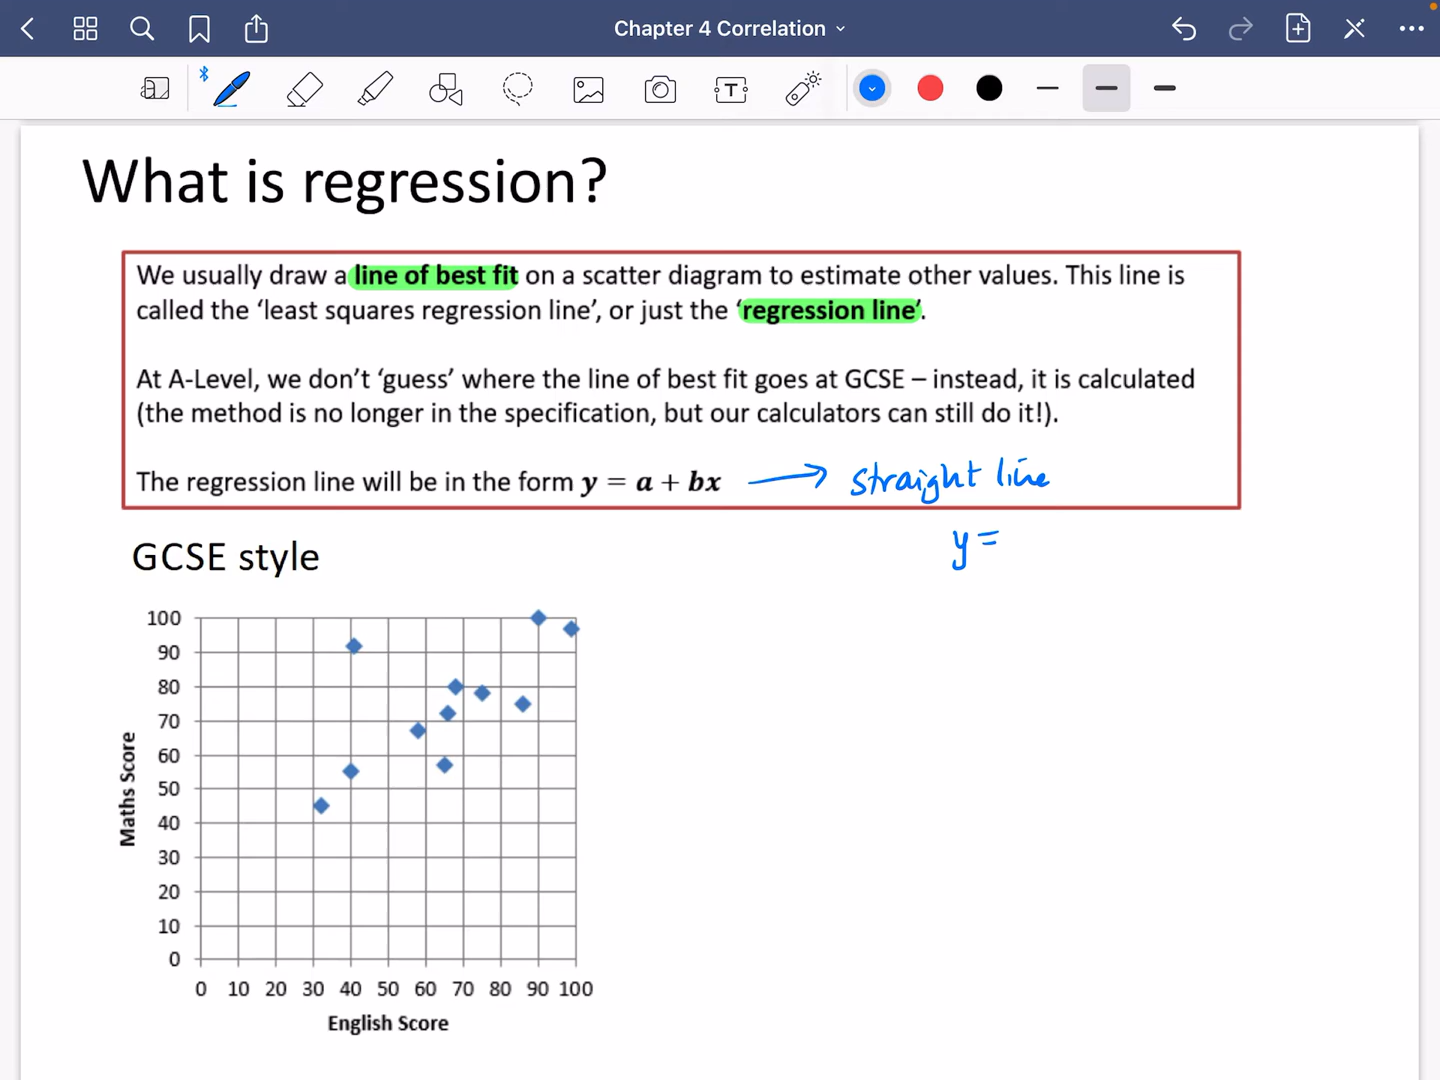 Chapter 4 Correlation
What is regression?
We usually draw a line of best fit on a scatter diagram to estimate other values. This line is
called the ‘least squares regression line’, or just the ‘regression line’.
At A-Level, we don’t ‘guess’ where the line of best fit goes at GCSE – instead, it is calculated
(the method is no longer in the specification, but our calculators can still do it!).
The regression line will be in the form y = a + bx → straight line
y =
GCSE style
100
90
80
70
60
50
40
30
20
10
0
Maths Score
0 10 20 30 40 50 60 70 80 90 100
English Score